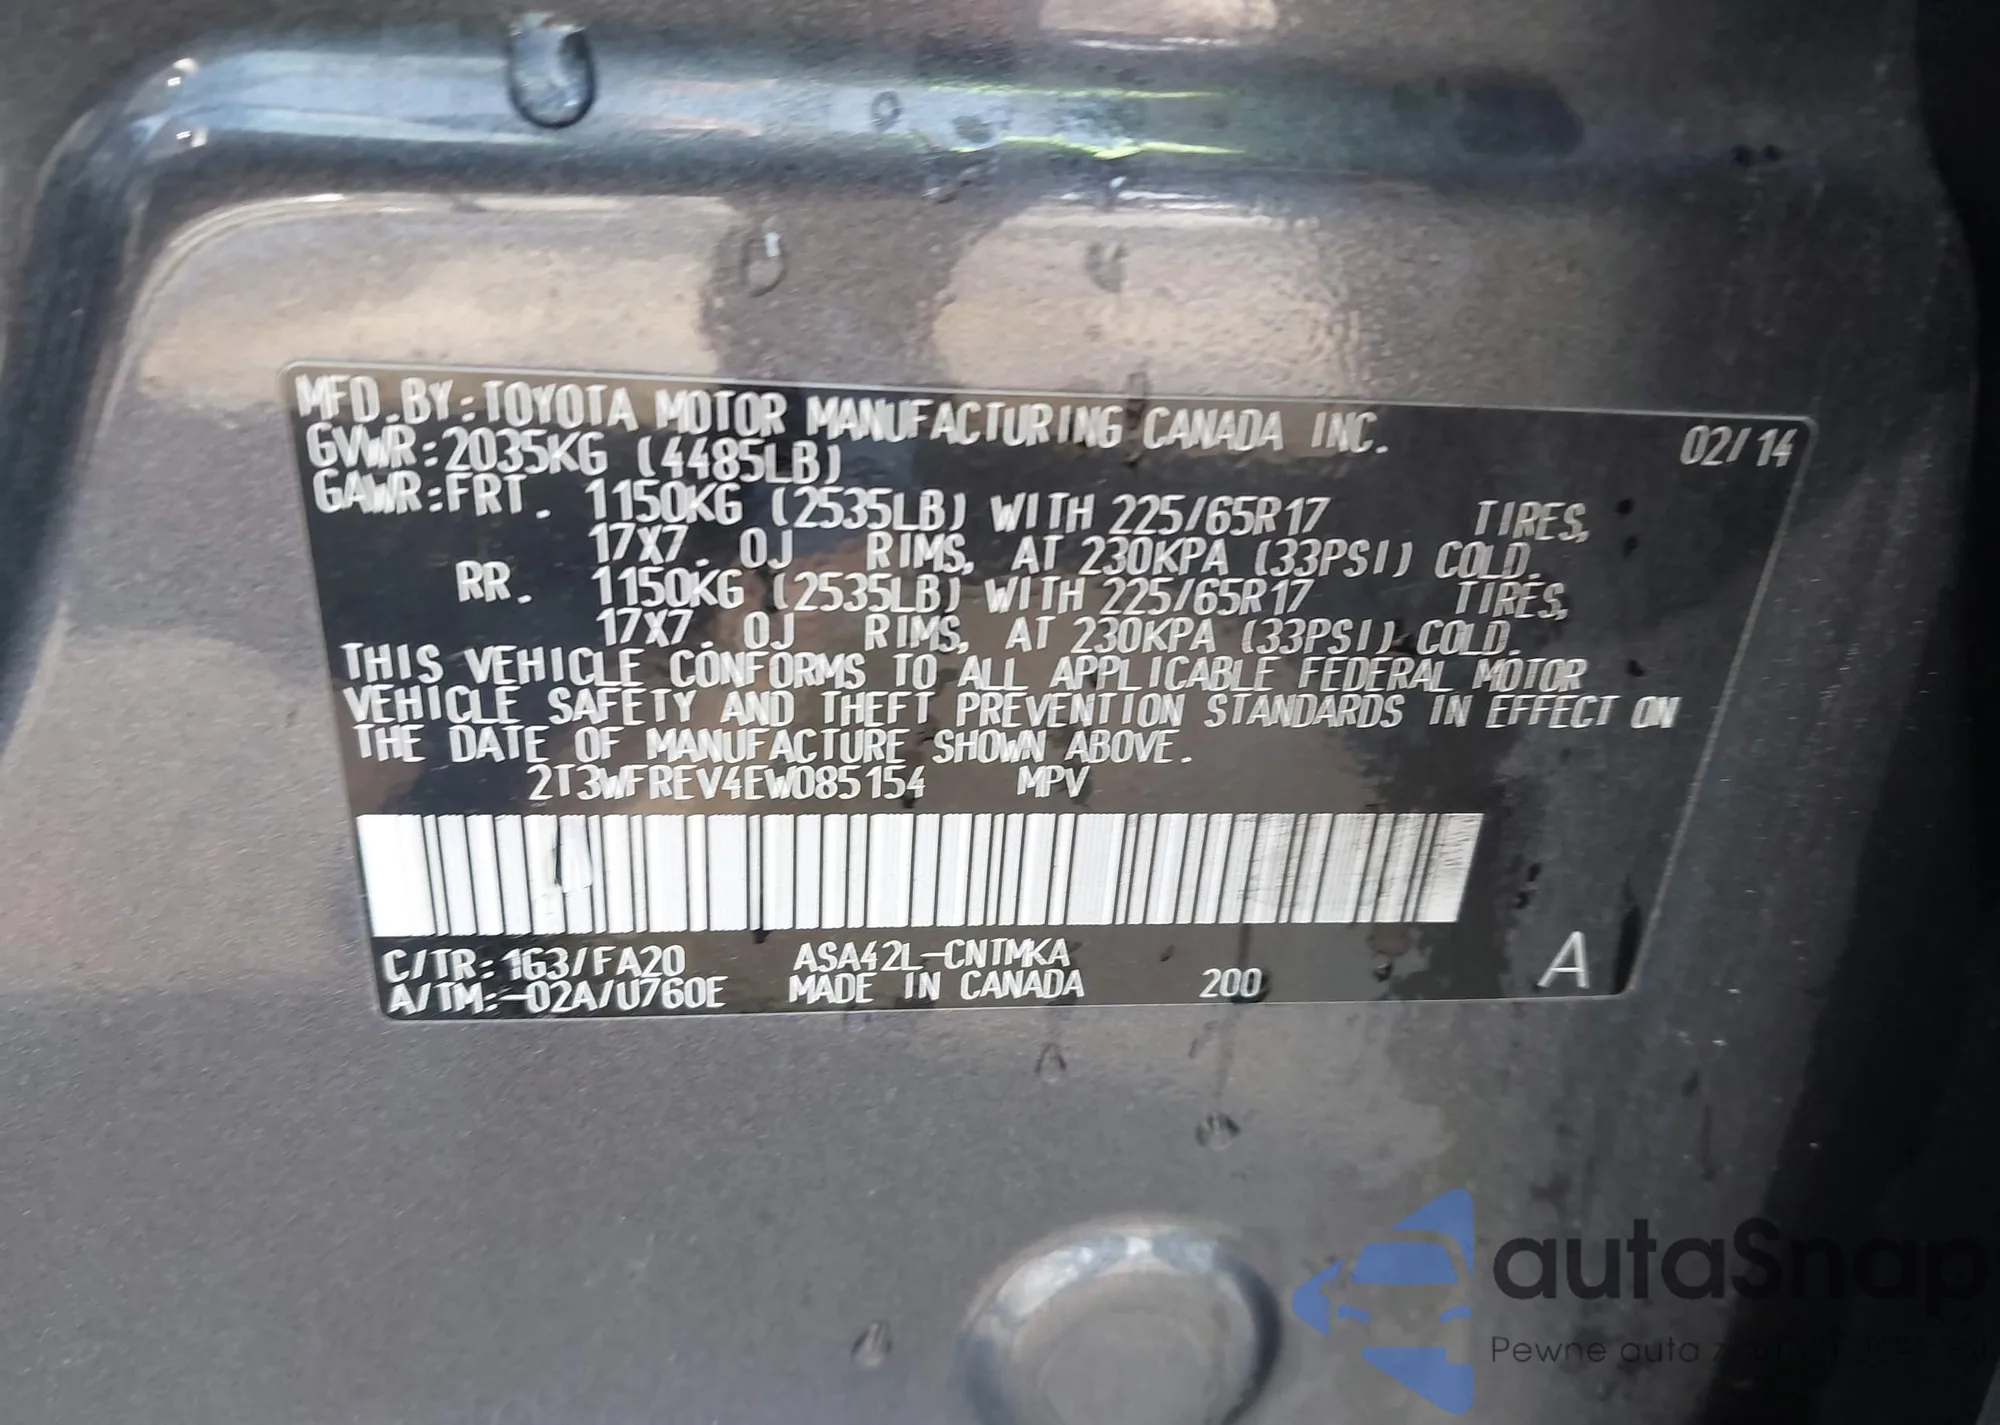 MFD.BY:TOYOTA MOTOR MANUFACTURING CANADA INC. 02/14
GVWR:2035KG (4485LB)
GAWR:FRT. 1150KG (2535LB) WITH 225/65R17 TIRES,
17X7. 0J RIMS, AT 230KPA (33PSI) COLD.
RR. 1150KG (2535LB) WITH 225/65R17 TIRES,
17X7. 0J RIMS, AT 230KPA (33PSI) COLD.
THIS VEHICLE CONFORMS TO ALL APPLICABLE FEDERAL MOTOR
VEHICLE SAFETY AND THEFT PREVENTION STANDARDS IN EFFECT ON
THE DATE OF MANUFACTURE SHOWN ABOVE.
2T3WFREV4EW085154 MPV
C/TR:1G3/FA20 ASA42L-CNTMKA
A/TM:-02A/U760E MADE IN CANADA 200 A
autaSnap
Pewne auta z